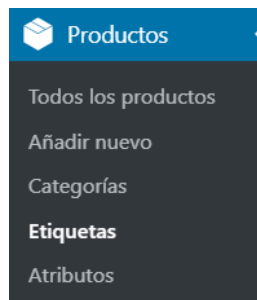 Productos
Todos los productos
Añadir nuevo
Categorías
Etiquetas
Atributos